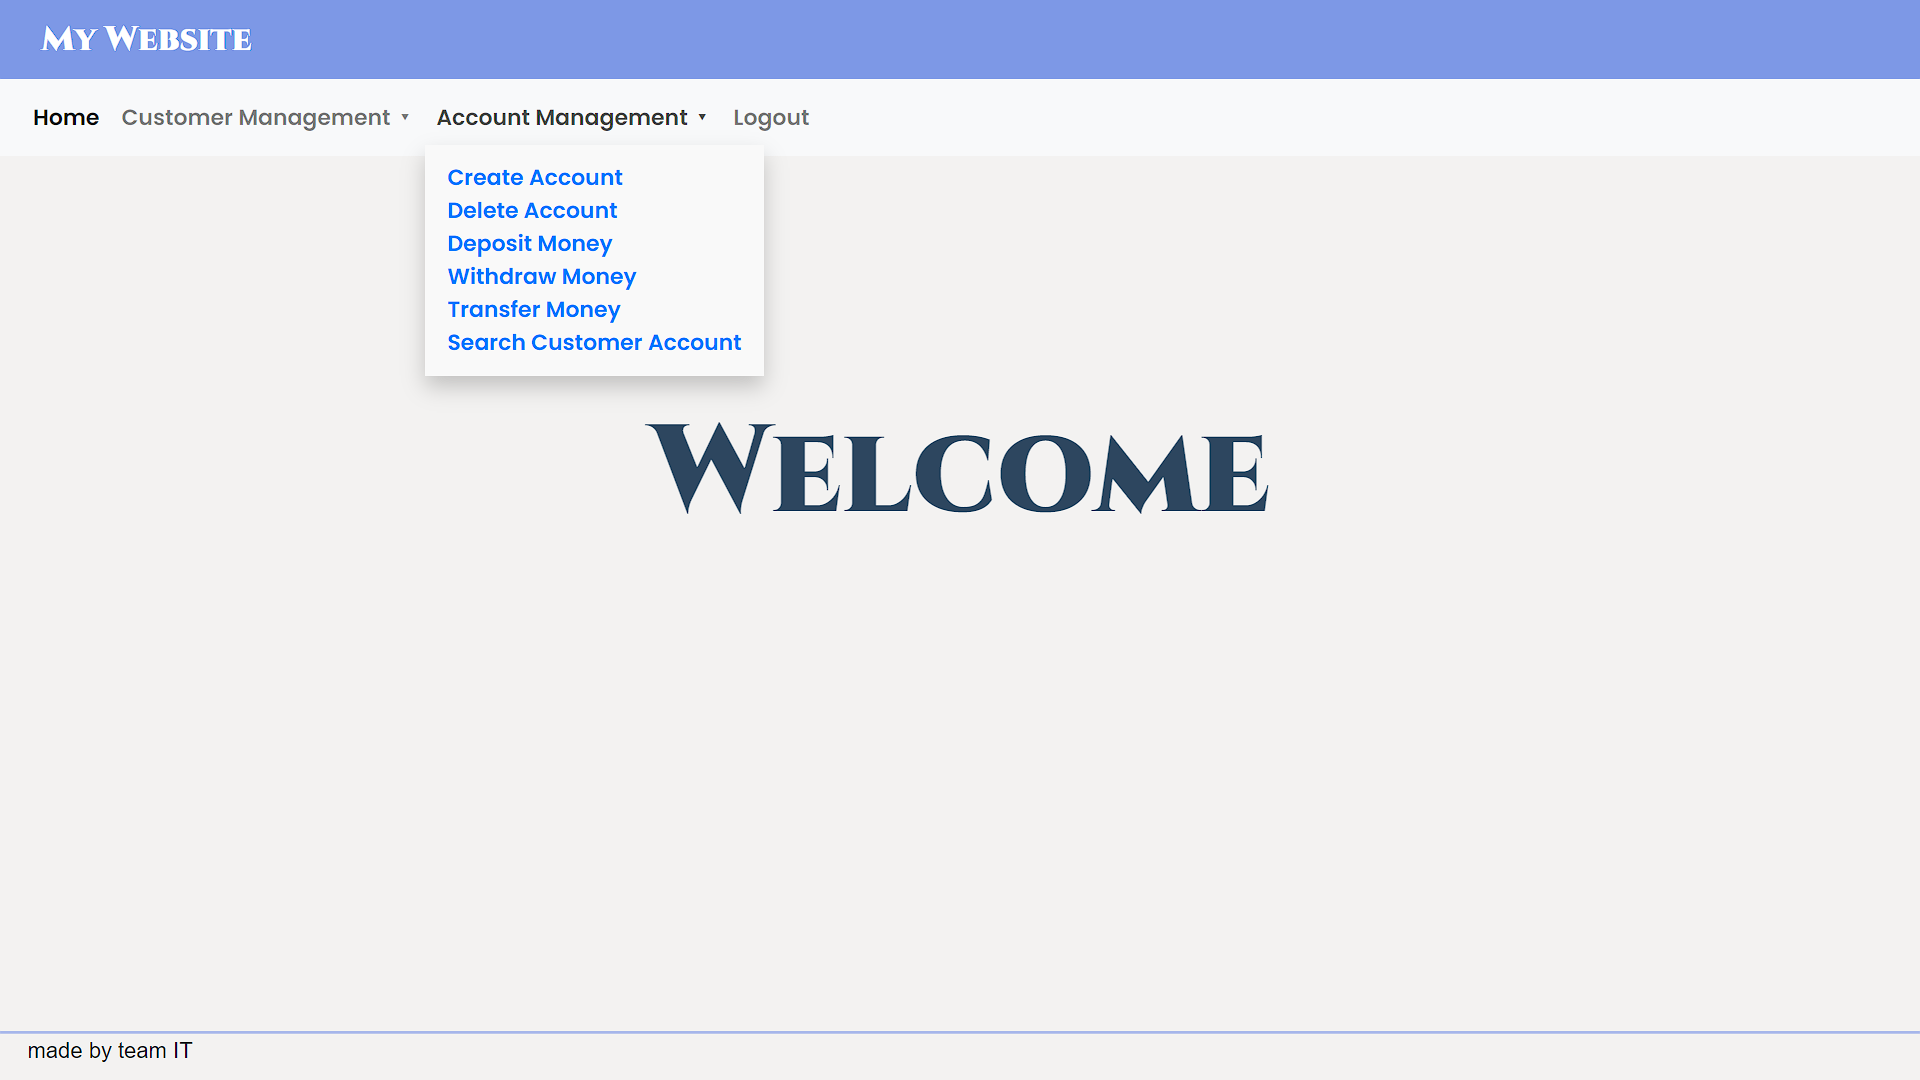 My Website
Home Customer Management ▾ Account Management ▾ Logout
Create Account
Delete Account
Deposit Money
Withdraw Money
Transfer Money
Search Customer Account
Welcome
made by team IT